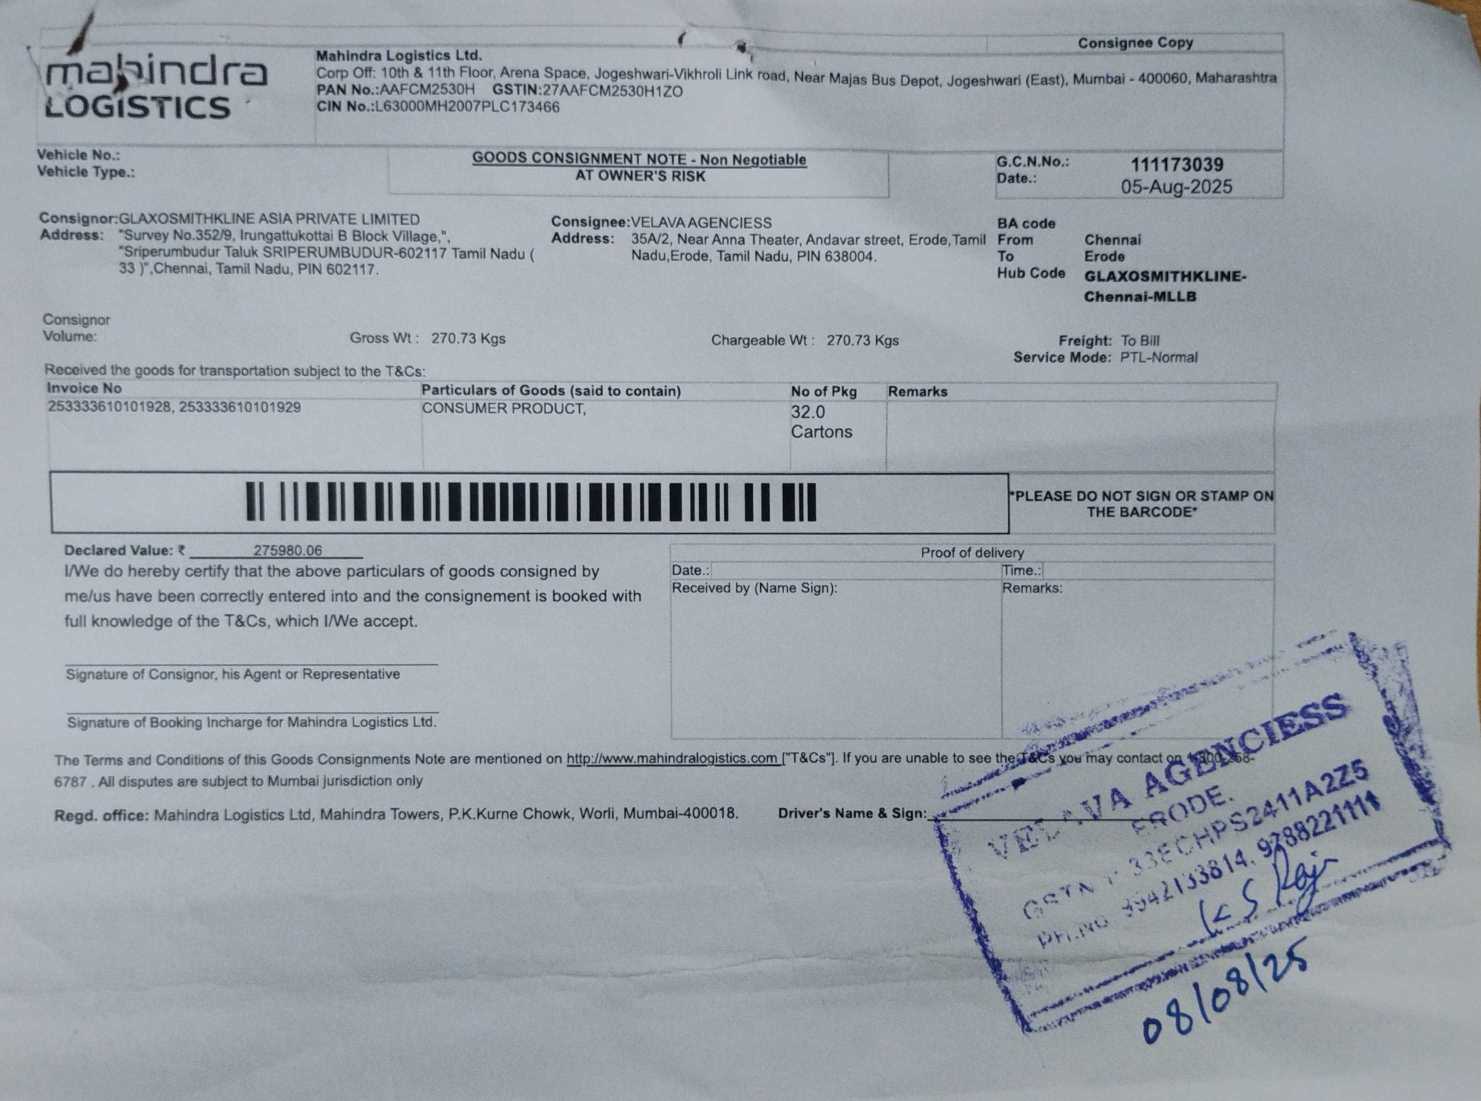 Consignee Copy
mahindra
LOGISTICS
Mahindra Logistics Ltd.
Corp Off: 10th & 11th Floor, Arena Space, Jogeshwari-Vikhroli Link road, Near Majas Bus Depot, Jogeshwari (East), Mumbai - 400060, Maharashtra
PAN No.:AAFCM2530H GSTIN:27AAFCM2530H1ZO
CIN No.:L63000MH2007PLC173466
Vehicle No.:
Vehicle Type.:
GOODS CONSIGNMENT NOTE - Non Negotiable
AT OWNER'S RISK
G.C.N.No.: 111173039
Date.: 05-Aug-2025
Consignor:GLAXOSMITHKLINE ASIA PRIVATE LIMITED
Address: "Survey No.352/9, Irungattukottai B Block Village,",
"Sriperumbudur Taluk SRIPERUMBUDUR-602117 Tamil Nadu (
33 )",Chennai, Tamil Nadu, PIN 602117.
Consignee:VELAVA AGENCIESS
Address: 35A/2, Near Anna Theater, Andavar street, Erode,Tamil
Nadu,Erode, Tamil Nadu, PIN 638004.
BA code
From Chennai
To Erode
Hub Code GLAXOSMITHKLINE-
Chennai-MLLB
Consignor
Volume:
Gross Wt : 270.73 Kgs
Chargeable Wt : 270.73 Kgs
Freight: To Bill
Service Mode: PTL-Normal
Received the goods for transportation subject to the T&Cs:
Invoice No Particulars of Goods (said to contain) No of Pkg Remarks
253333610101928, 253333610101929 CONSUMER PRODUCT, 32.0
Cartons
*PLEASE DO NOT SIGN OR STAMP ON
THE BARCODE*
Declared Value: ₹ 275980.06
I/We do hereby certify that the above particulars of goods consigned by
me/us have been correctly entered into and the consignement is booked with
full knowledge of the T&Cs, which I/We accept.
Proof of delivery
Date.: Time.:
Received by (Name Sign): Remarks:
Signature of Consignor, his Agent or Representative
Signature of Booking Incharge for Mahindra Logistics Ltd.
The Terms and Conditions of this Goods Consignments Note are mentioned on http://www.mahindralogistics.com ["T&Cs"]. If you are unable to see the T&Cs you may contact on
6787 . All disputes are subject to Mumbai jurisdiction only
Regd. office: Mahindra Logistics Ltd, Mahindra Towers, P.K.Kurne Chowk, Worli, Mumbai-400018.
Driver's Name & Sign:
VELAVA AGENCIESS
ERODE.
GSTN 33ECHPS2411A2Z5
PH.NO 9788221111
K S Raj
08/08/25